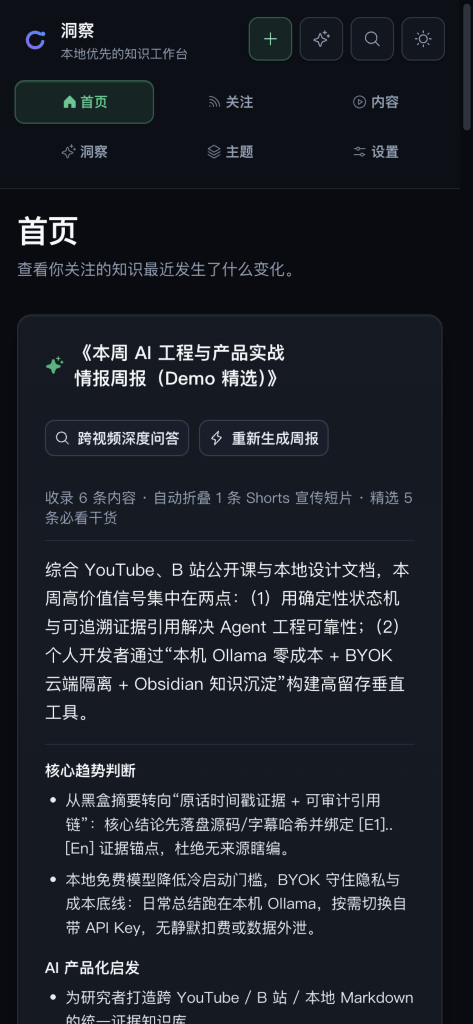 洞察
本地优先的知识工作台
首页
关注
内容
洞察
主题
设置
首页
查看你关注的知识最近发生了什么变化。
《本周 AI 工程与产品实战
情报周报（Demo 精选）》
跨视频深度问答
重新生成周报
收录 6 条内容 · 自动折叠 1 条 Shorts 宣传短片 · 精选 5
条必看干货
综合 YouTube、B 站公开课与本地设计文档，本
周高价值信号集中在两点：（1）用确定性状态机
与可追溯证据引用解决 Agent 工程可靠性；（2）
个人开发者通过“本机 Ollama 零成本 + BYOK
云端隔离 + Obsidian 知识沉淀”构建高留存垂直
工具。
核心趋势判断
• 从黑盒摘要转向“原话时间戳证据 + 可审计引用
链”：核心结论先落盘源码/字幕哈希并绑定 [E1]..
[En] 证据锚点，杜绝无来源瞎编。
• 本地免费模型降低冷启动门槛，BYOK 守住隐私与
成本底线：日常总结跑在本机 Ollama，按需切换自
带 API Key，无静默扣费或数据外泄。
AI 产品化启发
• 为研究者打造跨 YouTube / B 站 / 本地 Markdown
的统一证据知识库